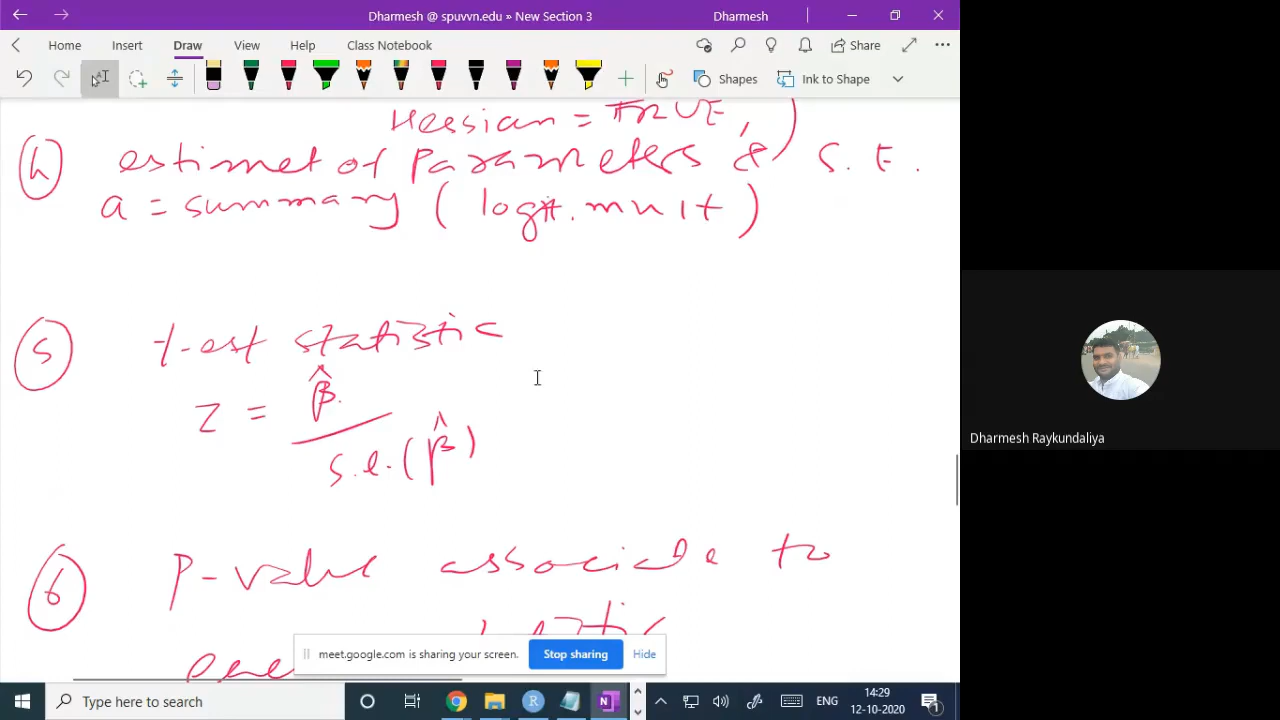 Dharmesh @ spuvvn.edu » New Section 3
Dharmesh
Home Insert Draw View Help Class Notebook
Share
Shapes
Ink to Shape
Hessian = TRUE, )
(4) estimet of Parameters & S.E.
a = summary (logit.mult)
(5) test statistic
z = β̂ / s.e.(β̂)
(6) P-value associate to
meet.google.com is sharing your screen.
Stop sharing
Hide
Dharmesh Raykundaliya
Type here to search
ENG
14:29
12-10-2020
1